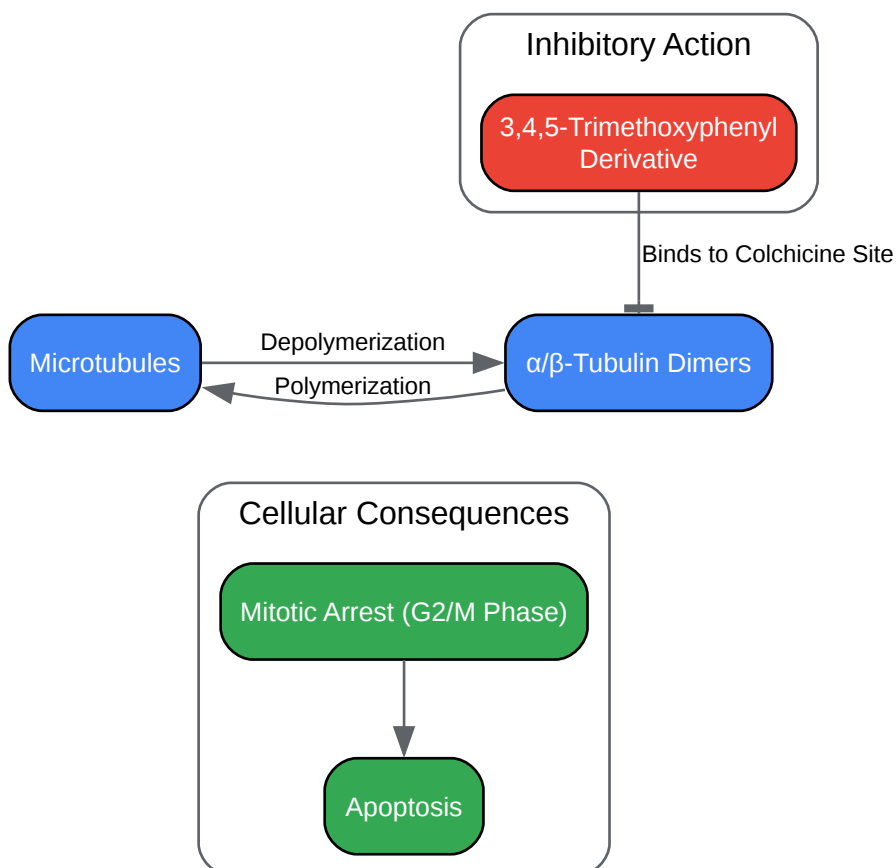 Inhibitory Action
3,4,5-Trimethoxyphenyl
Derivative
Binds to Colchicine Site
Microtubules
Depolymerization
Polymerization
α/β-Tubulin Dimers
Cellular Consequences
Mitotic Arrest (G2/M Phase)
Apoptosis